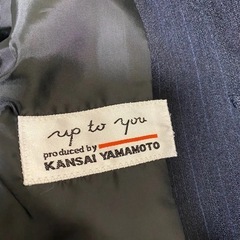 up to you
produced by
KANSAI YAMAMOTO